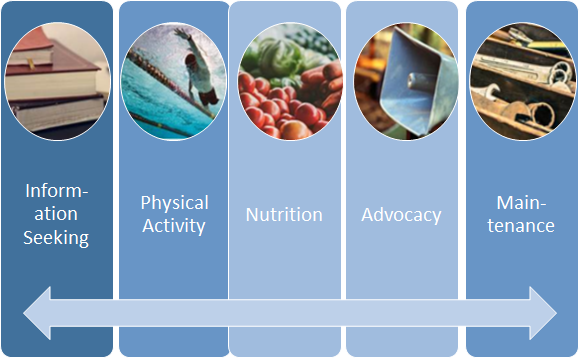 Inform-
ation
Seeking
Physical
Activity
Nutrition
Advocacy
Main-
tenance